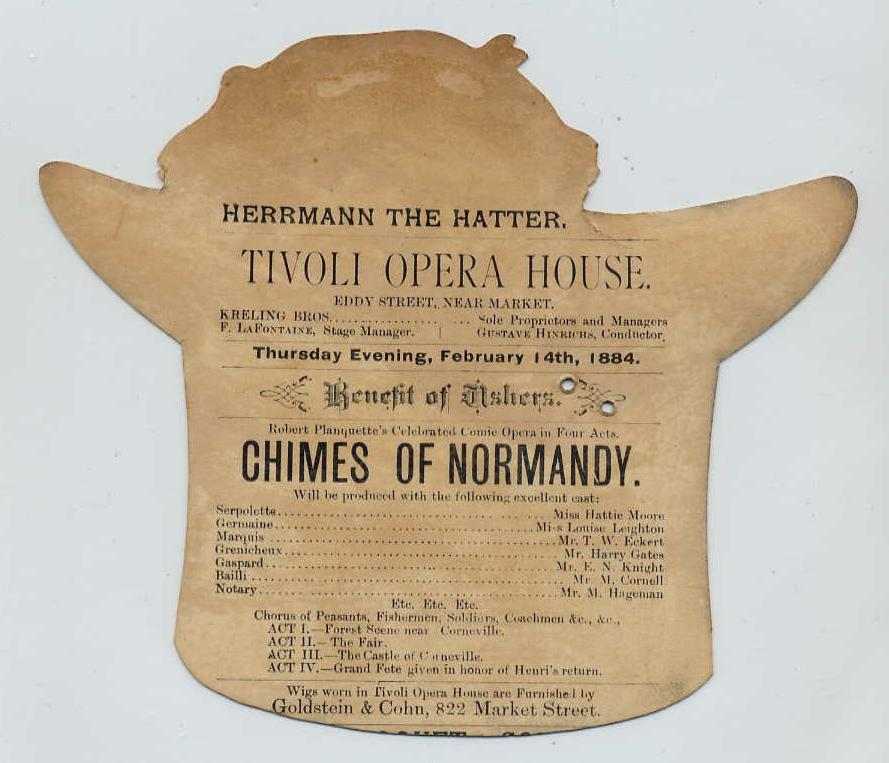 HERRMANN THE HATTER.
TIVOLI OPERA HOUSE.
EDDY STREET, NEAR MARKET.
KRELING BROS.................. ... Sole Proprietors and Managers
F. LAFONTAINE, Stage Manager. | GUSTAVE HINRICHS, Conductor,
Thursday Evening, February 14th, 1884.
Benefit of Ushers.
Robert Planquette's Celebrated Comic Opera in Four Acts,
CHIMES OF NORMANDY.
Will be produced with the following excellent cast:
Serpolette........................................Miss Hattie Moore
Germaine........................................Miss Louise Leighton
Marquis ........................................Mr. T. W. Eckert
Grenicheux........................................Mr. Harry Gates
Gaspard........................................Mr. E. N. Knight
Bailli ........................................Mr. M. Cornell
Notary........................................Mr. M. Hageman
Etc. Etc. Etc.
Chorus of Peasants, Fishermen, Soldiers, Coachmen &c., &c.,
ACT I.—Forest Scene near Corneville.
ACT II.—The Fair.
ACT III.—The Castle of Corneville.
ACT IV.—Grand Fete given in honor of Henri's return.
Wigs worn in Tivoli Opera House are Furnished by
Goldstein & Cohn, 822 Market Street.